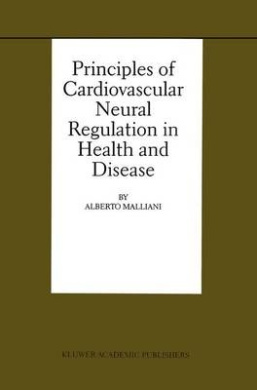 Principles of
Cardiovascular
Neural
Regulation in
Health and
Disease
BY
ALBERTO MALLIANI
KLUWER ACADEMIC PUBLISHERS